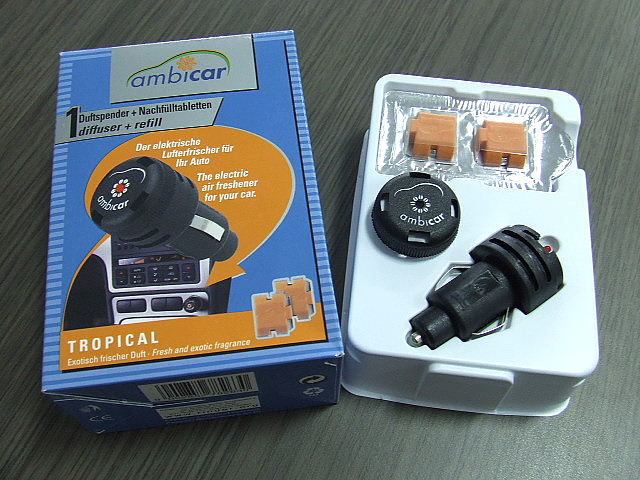 ambicar
1 Duftspender + Nachfülltabletten
diffuser + refill
Der elektrische
Lufterfrischer für
Ihr Auto
The electric
air freshener
for your car.
ambicar
TROPICAL
Exotisch frischer Duft - Fresh and exotic fragrance
CE
ambicar